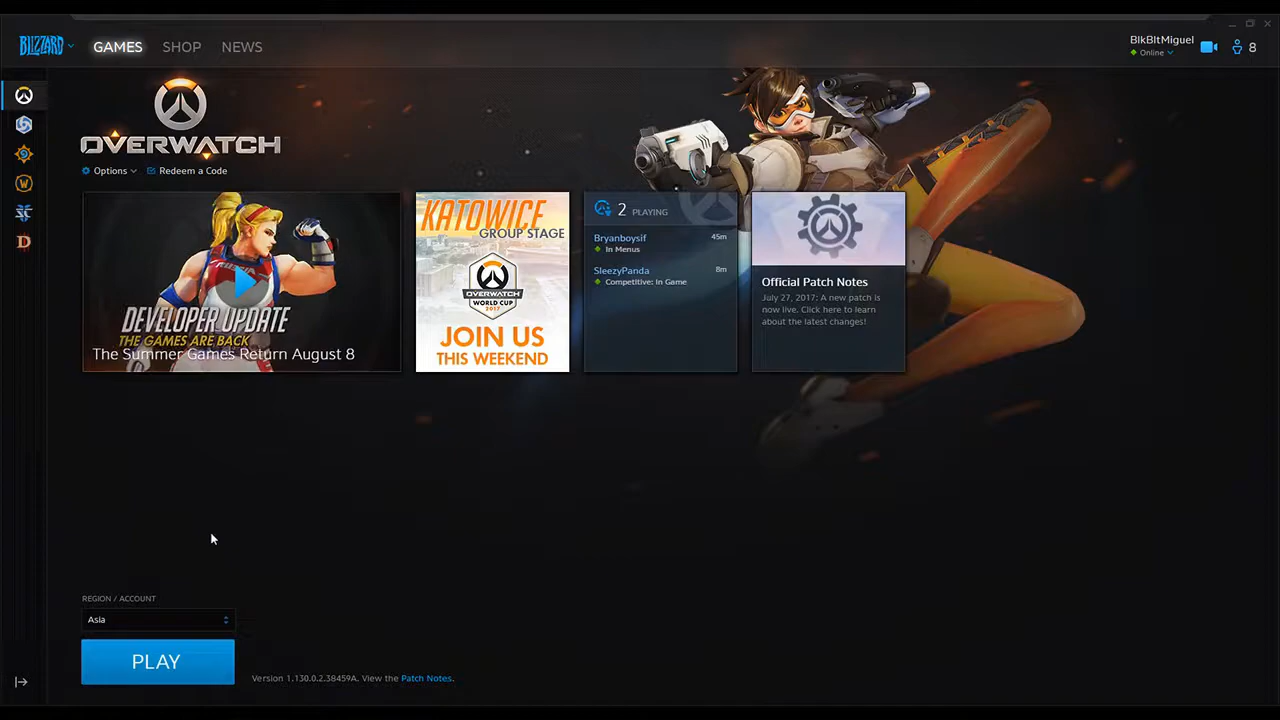 BLIZZARD
GAMES
SHOP
NEWS
BlkBltMiguel
Online
8
OVERWATCH
Options
Redeem a Code
DEVELOPER UPDATE
THE GAMES ARE BACK
The Summer Games Return August 8
KATOWICE
GROUP STAGE
OVERWATCH
WORLD CUP
2017
JOIN US
THIS WEEKEND
2 PLAYING
Bryanboysif 45m
In Menus
SleezyPanda 8m
Competitive: In Game
Official Patch Notes
July 27, 2017: A new patch is
now live. Click here to learn
about the latest changes!
REGION / ACCOUNT
Asia
PLAY
Version 1.130.0.2.38459A. View the Patch Notes.